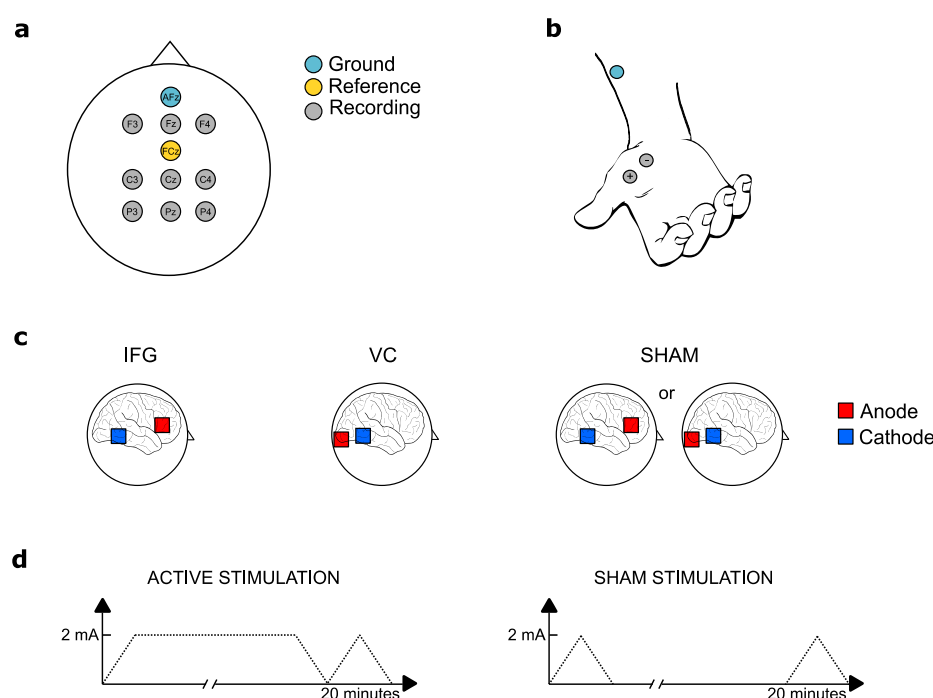 a
b
Ground
Reference
Recording
AFz
F3 Fz F4
FCz
C3 Cz C4
P3 Pz P4
-
+
c
IFG
VC
SHAM
or
Anode
Cathode
d
ACTIVE STIMULATION
SHAM STIMULATION
2 mA
20 minutes
2 mA
20 minutes